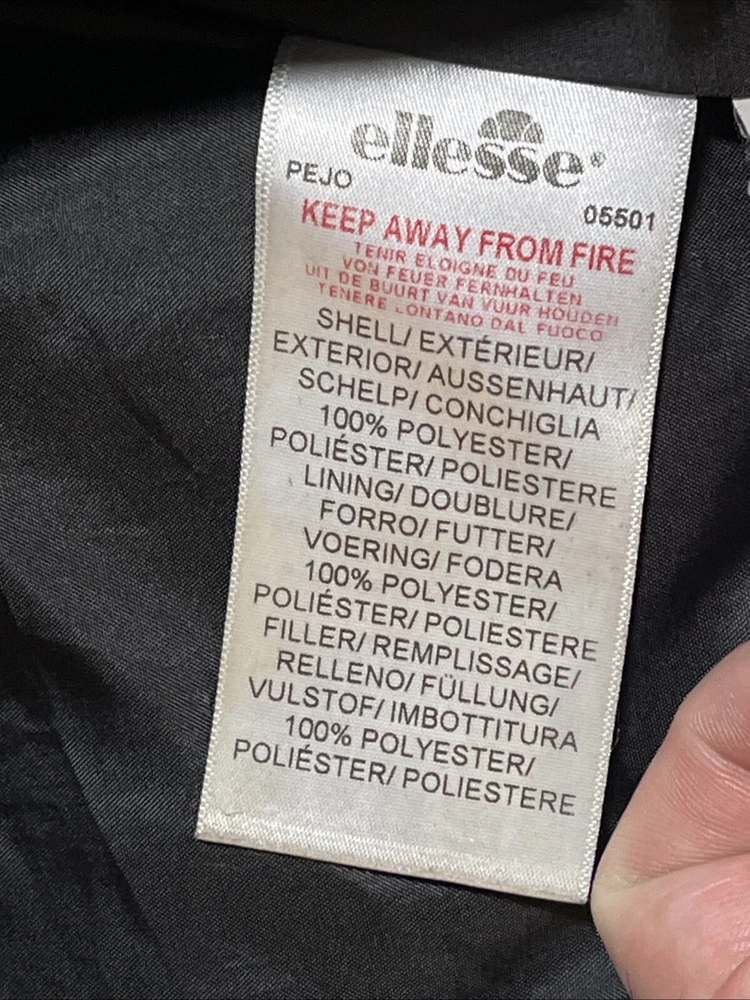 ellesse®
PEJO
05501
KEEP AWAY FROM FIRE
TENIR ELOIGNE DU FEU
VON FEUER FERNHALTEN
UIT DE BUURT VAN VUUR HOUDEN
TENERE LONTANO DAL FUOCO
SHELL/ EXTÉRIEUR/
EXTERIOR/ AUSSENHAUT/
SCHELP/ CONCHIGLIA
100% POLYESTER/
POLIÉSTER/ POLIESTERE
LINING/ DOUBLURE/
FORRO/ FUTTER/
VOERING/ FODERA
100% POLYESTER/
POLIÉSTER/ POLIESTERE
FILLER/ REMPLISSAGE/
RELLENO/ FÜLLUNG/
VULSTOF/ IMBOTTITURA
100% POLYESTER/
POLIÉSTER/ POLIESTERE